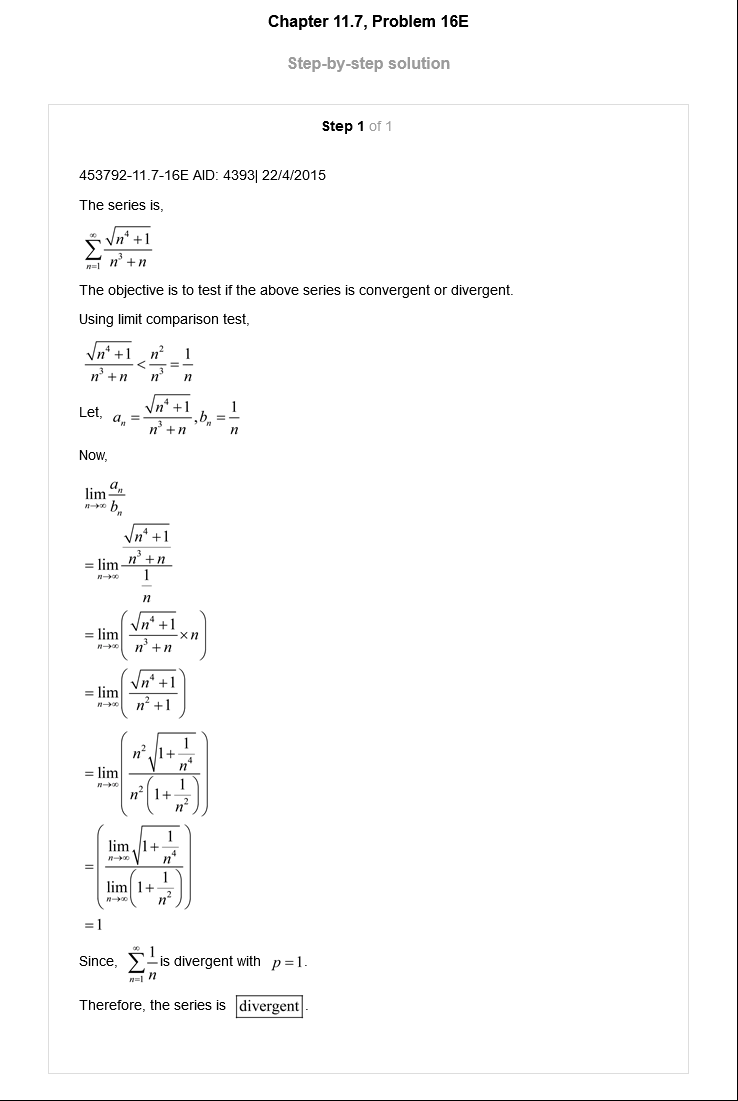 Chapter 11.7, Problem 16E
Step-by-step solution
Step 1 of 1
453792-11.7-16E AID: 4393| 22/4/2015
The series is,
$\sum_{n=1}^{\infty} \frac{\sqrt{n^4+1}}{n^3+n}$
The objective is to test if the above series is convergent or divergent.
Using limit comparison test,
$\frac{\sqrt{n^4+1}}{n^3+n} < \frac{n^2}{n^3} = \frac{1}{n}$
Let, $a_n = \frac{\sqrt{n^4+1}}{n^3+n}, b_n = \frac{1}{n}$
Now,
$\lim_{n\to\infty} \frac{a_n}{b_n}$
$= \lim_{n\to\infty} \frac{\frac{\sqrt{n^4+1}}{n^3+n}}{\frac{1}{n}}$
$= \lim_{n\to\infty} \left( \frac{\sqrt{n^4+1}}{n^3+n} \times n \right)$
$= \lim_{n\to\infty} \left( \frac{\sqrt{n^4+1}}{n^2+1} \right)$
$= \lim_{n\to\infty} \left( \frac{n^2\sqrt{1+\frac{1}{n^4}}}{n^2\left(1+\frac{1}{n^2}\right)} \right)$
$= \left( \frac{\lim_{n\to\infty} \sqrt{1+\frac{1}{n^4}}}{\lim_{n\to\infty} \left(1+\frac{1}{n^2}\right)} \right)$
$= 1$
Since, $\sum_{n=1}^{\infty} \frac{1}{n}$ is divergent with $p = 1$.
Therefore, the series is divergent.